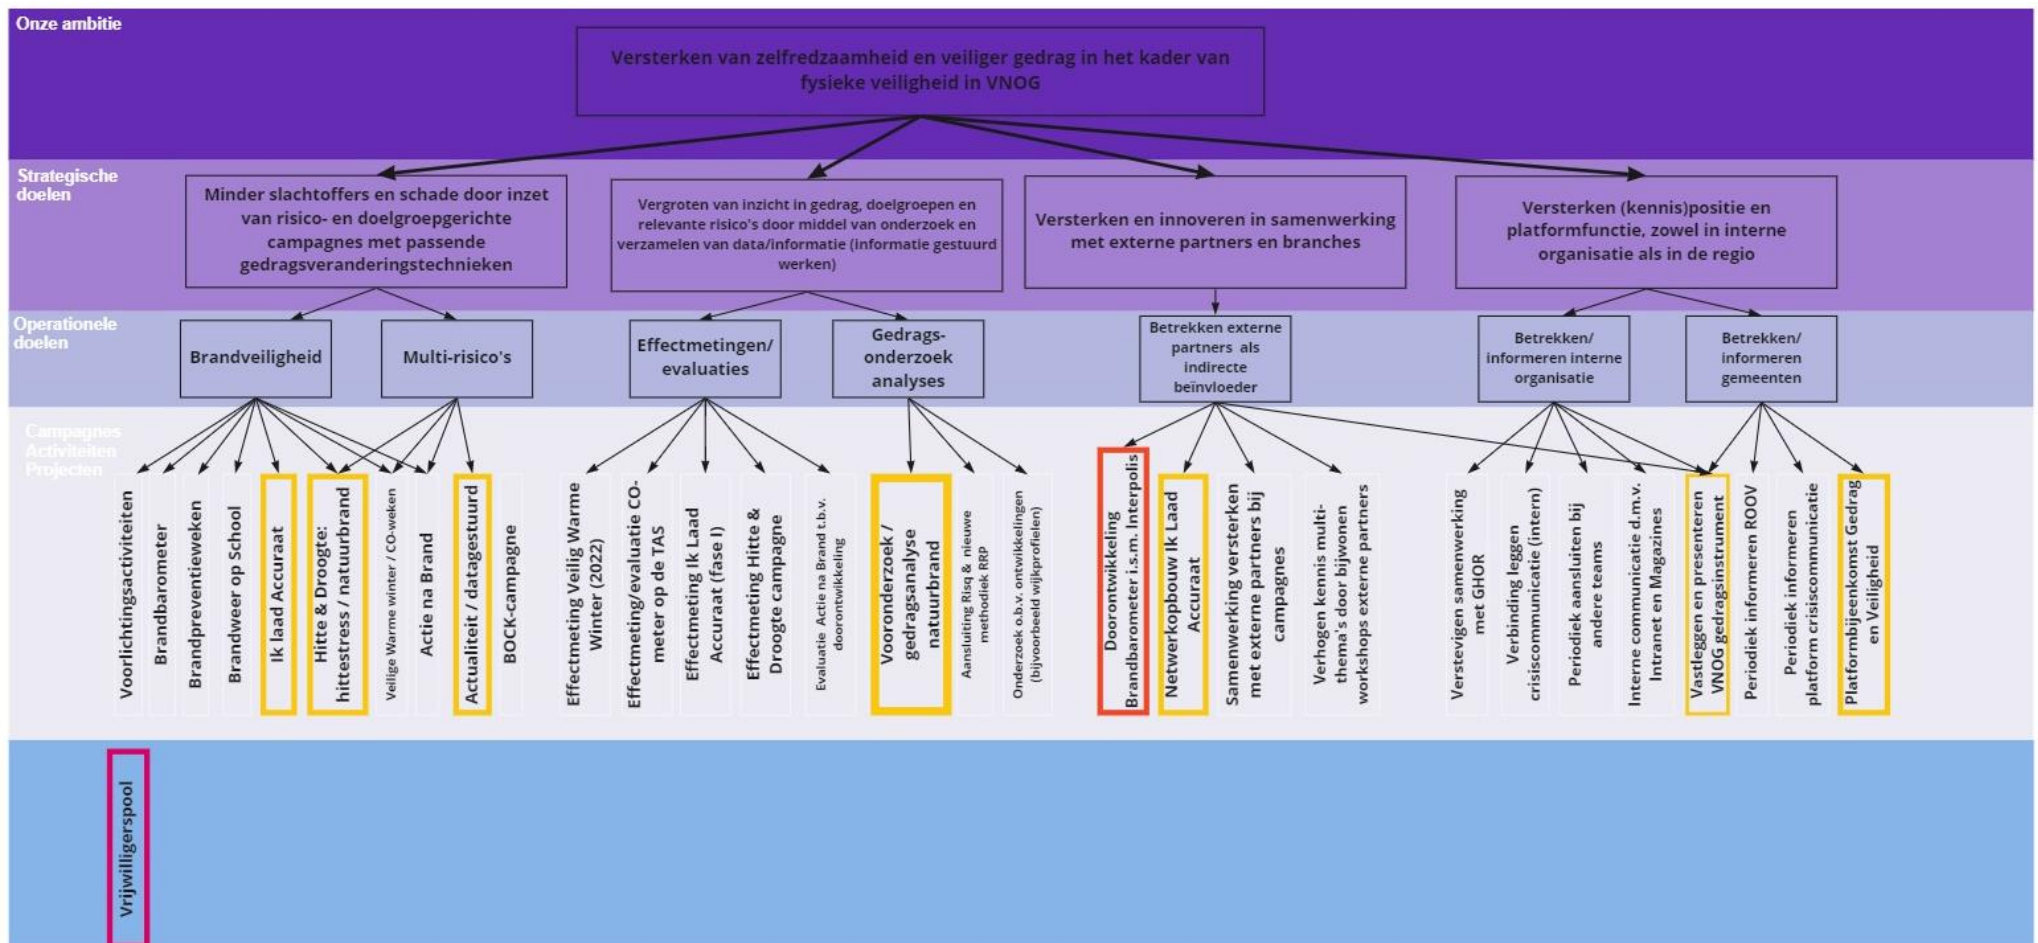 Onze ambitie
Versterken van zelfredzaamheid en veiliger gedrag in het kader van
fysieke veiligheid in VNOG
Strategische
doelen
Minder slachtoffers en schade door inzet
van risico- en doelgroepgerichte
campagnes met passende
gedragsveranderingstechnieken
Vergroten van inzicht in gedrag, doelgroepen en
relevante risico's door middel van onderzoek en
verzamelen van data/informatie (informatie gestuurd
werken)
Versterken en innoveren in samenwerking
met externe partners en branches
Versterken (kennis)positie en
platformfunctie, zowel in interne
organisatie als in de regio
Operationele
doelen
Brandveiligheid
Multi-risico's
Effectmetingen/
evaluaties
Gedrags-
onderzoek
analyses
Betrekken externe
partners als
indirecte
beïnvloeder
Betrekken/
informeren interne
organisatie
Betrekken/
informeren
gemeenten
Campagnes
Activiteiten
Projecten
Voorlichtingsactiviteiten
Brandbarometer
Brandpreventieweken
Brandweer op School
Ik laad Accuraat
Hitte & Droogte:
hittestress / natuurbrand
Veilige Warme winter / CO-weken
Actie na Brand
Actualiteit / datagestuurd
BOCK-campagne
Effectmeting Veilig Warme
Winter (2022)
Effectmeting/evaluatie CO-
meter op de TAS
Effectmeting Ik Laad
Accuraat (fase I)
Effectmeting Hitte &
Droogte campagne
Evaluatie Actie na Brand t.b.v.
doorontwikkeling
Vooronderzoek /
gedragsanalyse
natuurbrand
Aansluiting Risq & nieuwe
methodiek RRP
Onderzoek o.b.v. ontwikkelingen
(bijvoorbeeld wijkprofielen)
Doorontwikkeling
Brandbarometer i.s.m. Interpolis
Netwerkopbouw Ik Laad
Accuraat
Samenwerking versterken
met externe partners bij
campagnes
Verhogen kennis multi-
thema's door bijwonen
workshops externe partners
Verstevigen samenwerking
met GHOR
Verbinding leggen
crisiscommunicatie (intern)
Periodiek aansluiten bij
andere teams
Interne communicatie d.m.v.
Intranet en Magazines
Vastleggen en presenteren
VNOG gedragsinstrument
Periodiek informeren ROOV
Periodiek informeren
platform crisiscommunicatie
Platformbijeenkomst Gedrag
en Veiligheid
Vrijwilligerspool